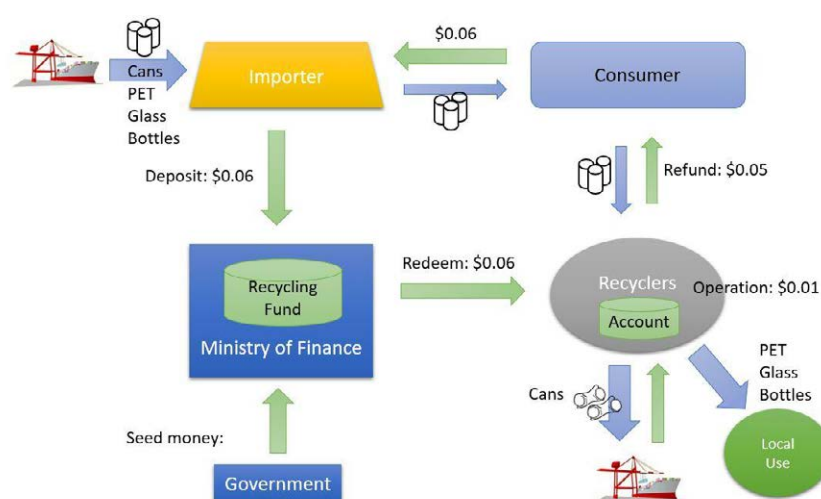 $0.06
Cans
PET
Glass
Bottles
Importer
Consumer
Deposit: $0.06
Refund: $0.05
Recycling
Fund
Ministry of Finance
Redeem: $0.06
Recyclers
Operation: $0.01
Account
PET
Glass
Bottles
Cans
Seed money:
Government
Local
Use